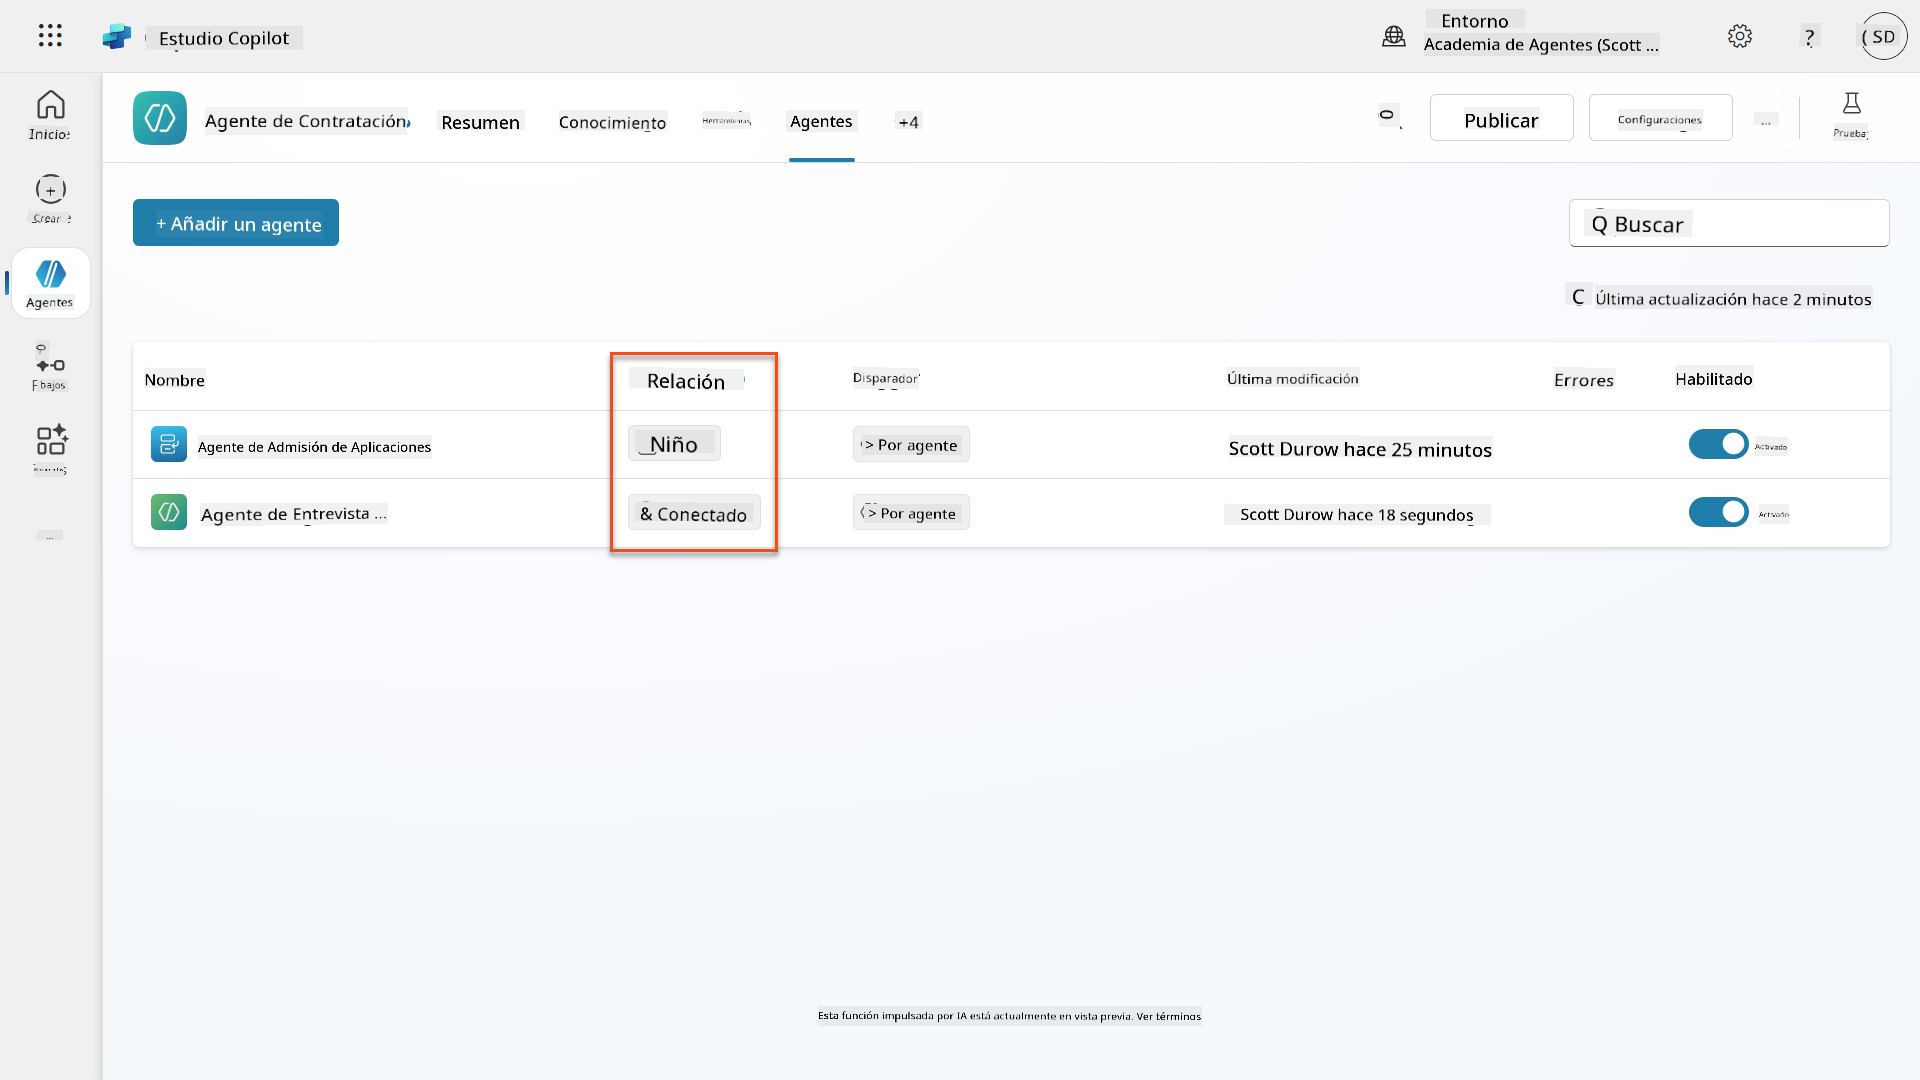 Estudio Copilot
Entorno
Academia de Agentes (Scott ...
?
SD
Inicio
Crear
Agentes
Agente de Contratación
Resumen
Conocimiento
Herramientas
Agentes
+4
Publicar
Configuraciones
...
Prueba
+ Añadir un agente
Q Buscar
C Última actualización hace 2 minutos
Nombre
Relación
Disparador
Última modificación
Errores
Habilitado
Agente de Admisión de Aplicaciones
Niño
> Por agente
Scott Durow hace 25 minutos
Activado
Agente de Entrevista ...
& Conectado
> Por agente
Scott Durow hace 18 segundos
Activado
...
Esta función impulsada por IA está actualmente en vista previa. Ver términos